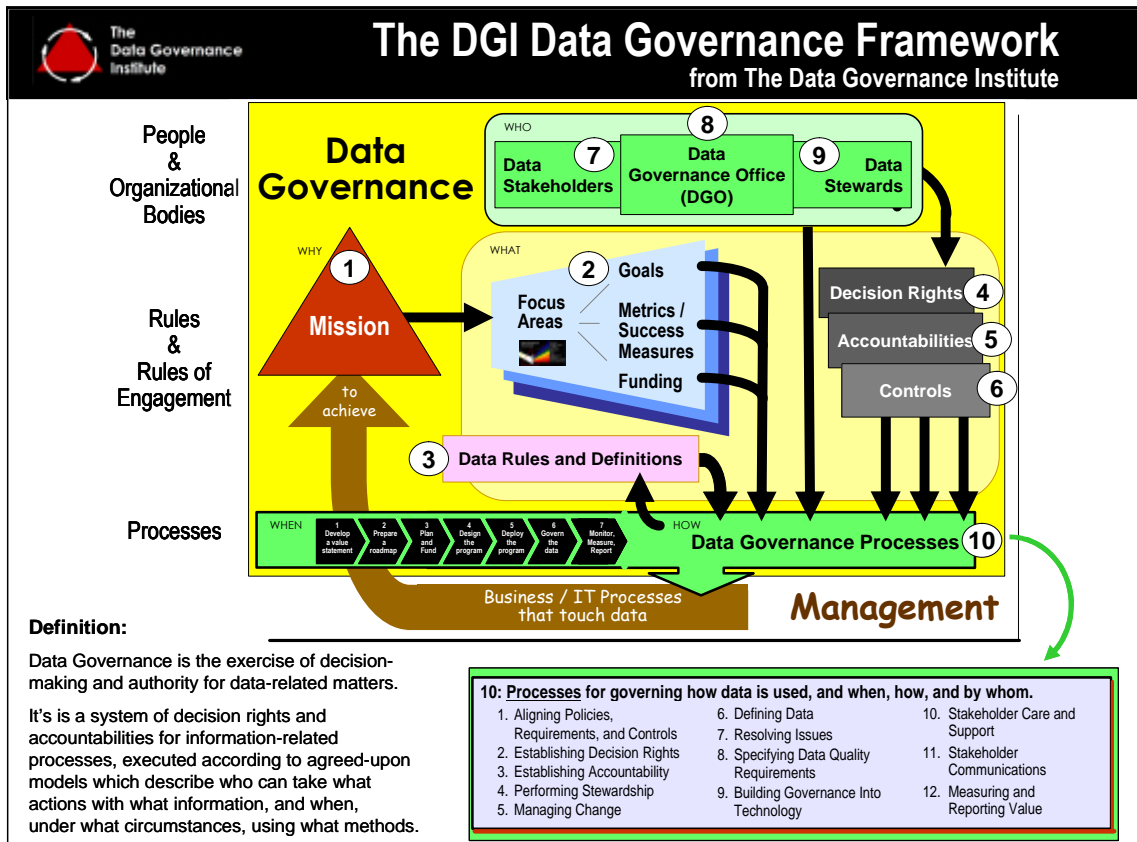 The
Data Governance
Institute
The DGI Data Governance Framework
from The Data Governance Institute
People
&
Organizational
Bodies
Rules
&
Rules of
Engagement
Processes
Data
Governance
WHO
7
Data
Stakeholders
8
Data
Governance Office
(DGO)
9
Data
Stewards
WHY
1
Mission
WHAT
2
Focus
Areas
Goals
Metrics /
Success
Measures
Funding
Decision Rights
4
Accountabilities
5
Controls
6
to
achieve
3
Data Rules and Definitions
WHEN
1
Develop
a value
statement
2
Prepare
a
roadmap
3
Plan
and
Fund
4
Design
the
program
5
Deploy
the
program
6
Govern
the
data
7
Monitor,
Measure,
Report
HOW
Data Governance Processes
10
Business / IT Processes
that touch data
Management
Definition:
Data Governance is the exercise of decision-
making and authority for data-related matters.
It's is a system of decision rights and
accountabilities for information-related
processes, executed according to agreed-upon
models which describe who can take what
actions with what information, and when,
under what circumstances, using what methods.
10: Processes for governing how data is used, and when, how, and by whom.
1. Aligning Policies,
Requirements, and Controls
2. Establishing Decision Rights
3. Establishing Accountability
4. Performing Stewardship
5. Managing Change
6. Defining Data
7. Resolving Issues
8. Specifying Data Quality
Requirements
9. Building Governance Into
Technology
10. Stakeholder Care and
Support
11. Stakeholder
Communications
12. Measuring and
Reporting Value